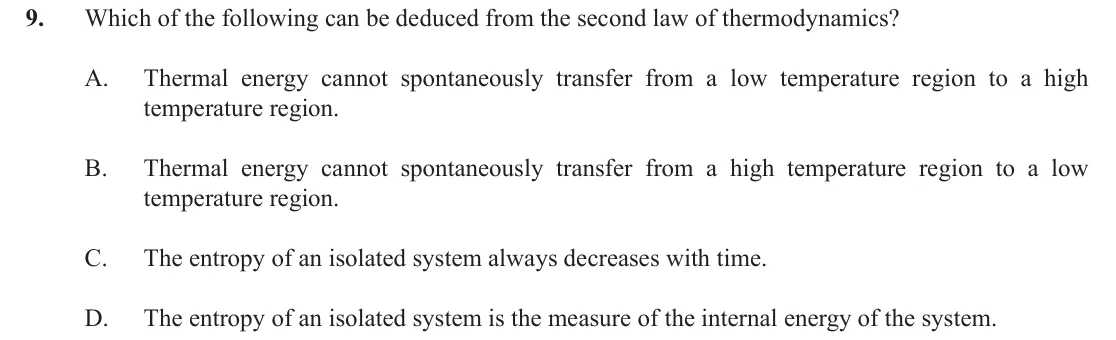 9. Which of the following can be deduced from the second law of thermodynamics?
A. Thermal energy cannot spontaneously transfer from a low temperature region to a high
temperature region.
B. Thermal energy cannot spontaneously transfer from a high temperature region to a low
temperature region.
C. The entropy of an isolated system always decreases with time.
D. The entropy of an isolated system is the measure of the internal energy of the system.